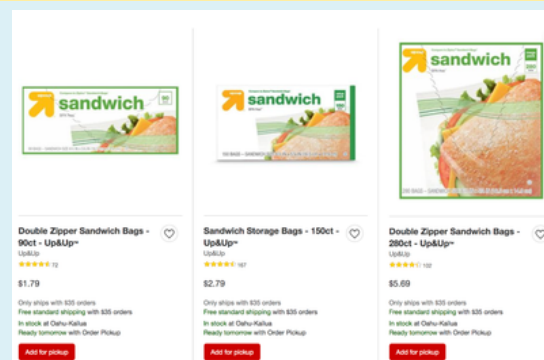 sandwich
sandwich
sandwich
Double Zipper Sandwich Bags -
90ct - Up&Up™
Up&Up
72
$1.79
Only ships with $35 orders
Free standard shipping with $35 orders
In stock at Oahu-Kailua
Ready tomorrow with Order Pickup
Add for pickup
Sandwich Storage Bags - 150ct -
Up&Up™
Up&Up
167
$2.79
Only ships with $35 orders
Free standard shipping with $35 orders
In stock at Oahu-Kailua
Ready tomorrow with Order Pickup
Add for pickup
Double Zipper Sandwich Bags -
280ct - Up&Up™
Up&Up
132
$5.69
Only ships with $35 orders
Free standard shipping with $35 orders
In stock at Oahu-Kailua
Ready tomorrow with Order Pickup
Add for pickup